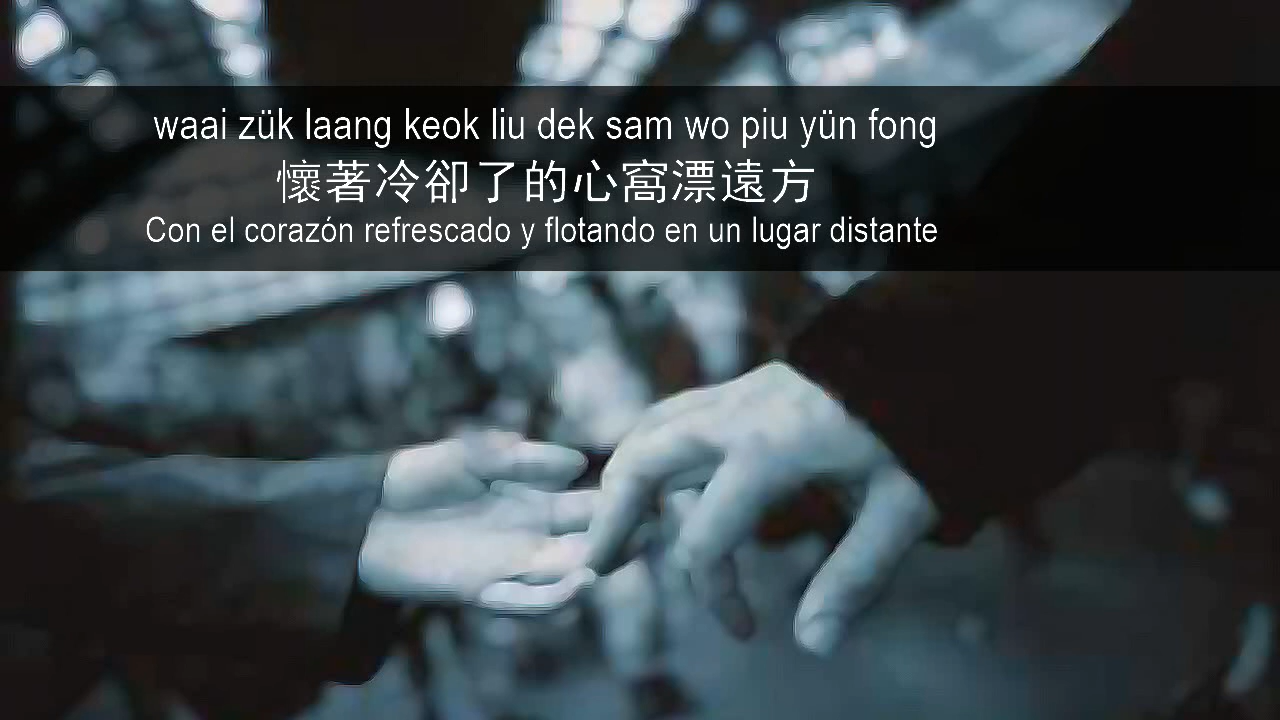 waai zük laang keok liu dek sam wo piu yün fong
懷著冷卻了的心窩漂遠方
Con el corazón refrescado y flotando en un lugar distante